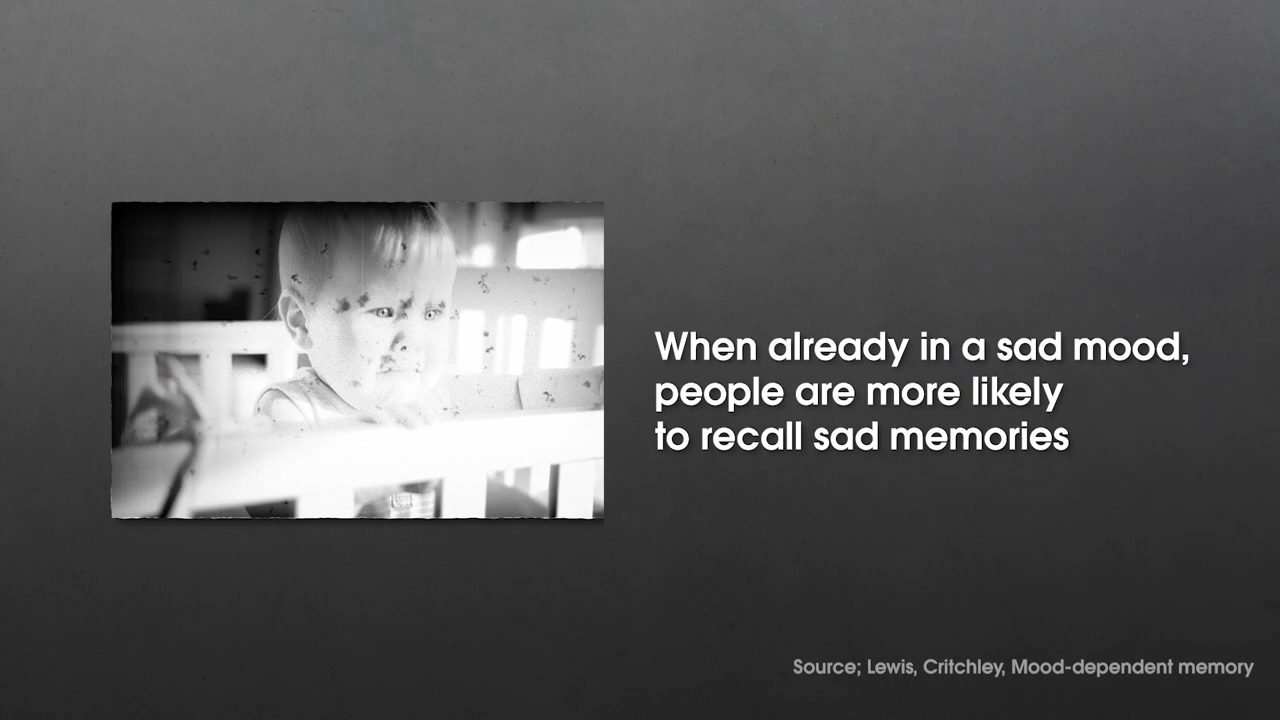 When already in a sad mood,
people are more likely
to recall sad memories
Source; Lewis, Critchley, Mood-dependent memory